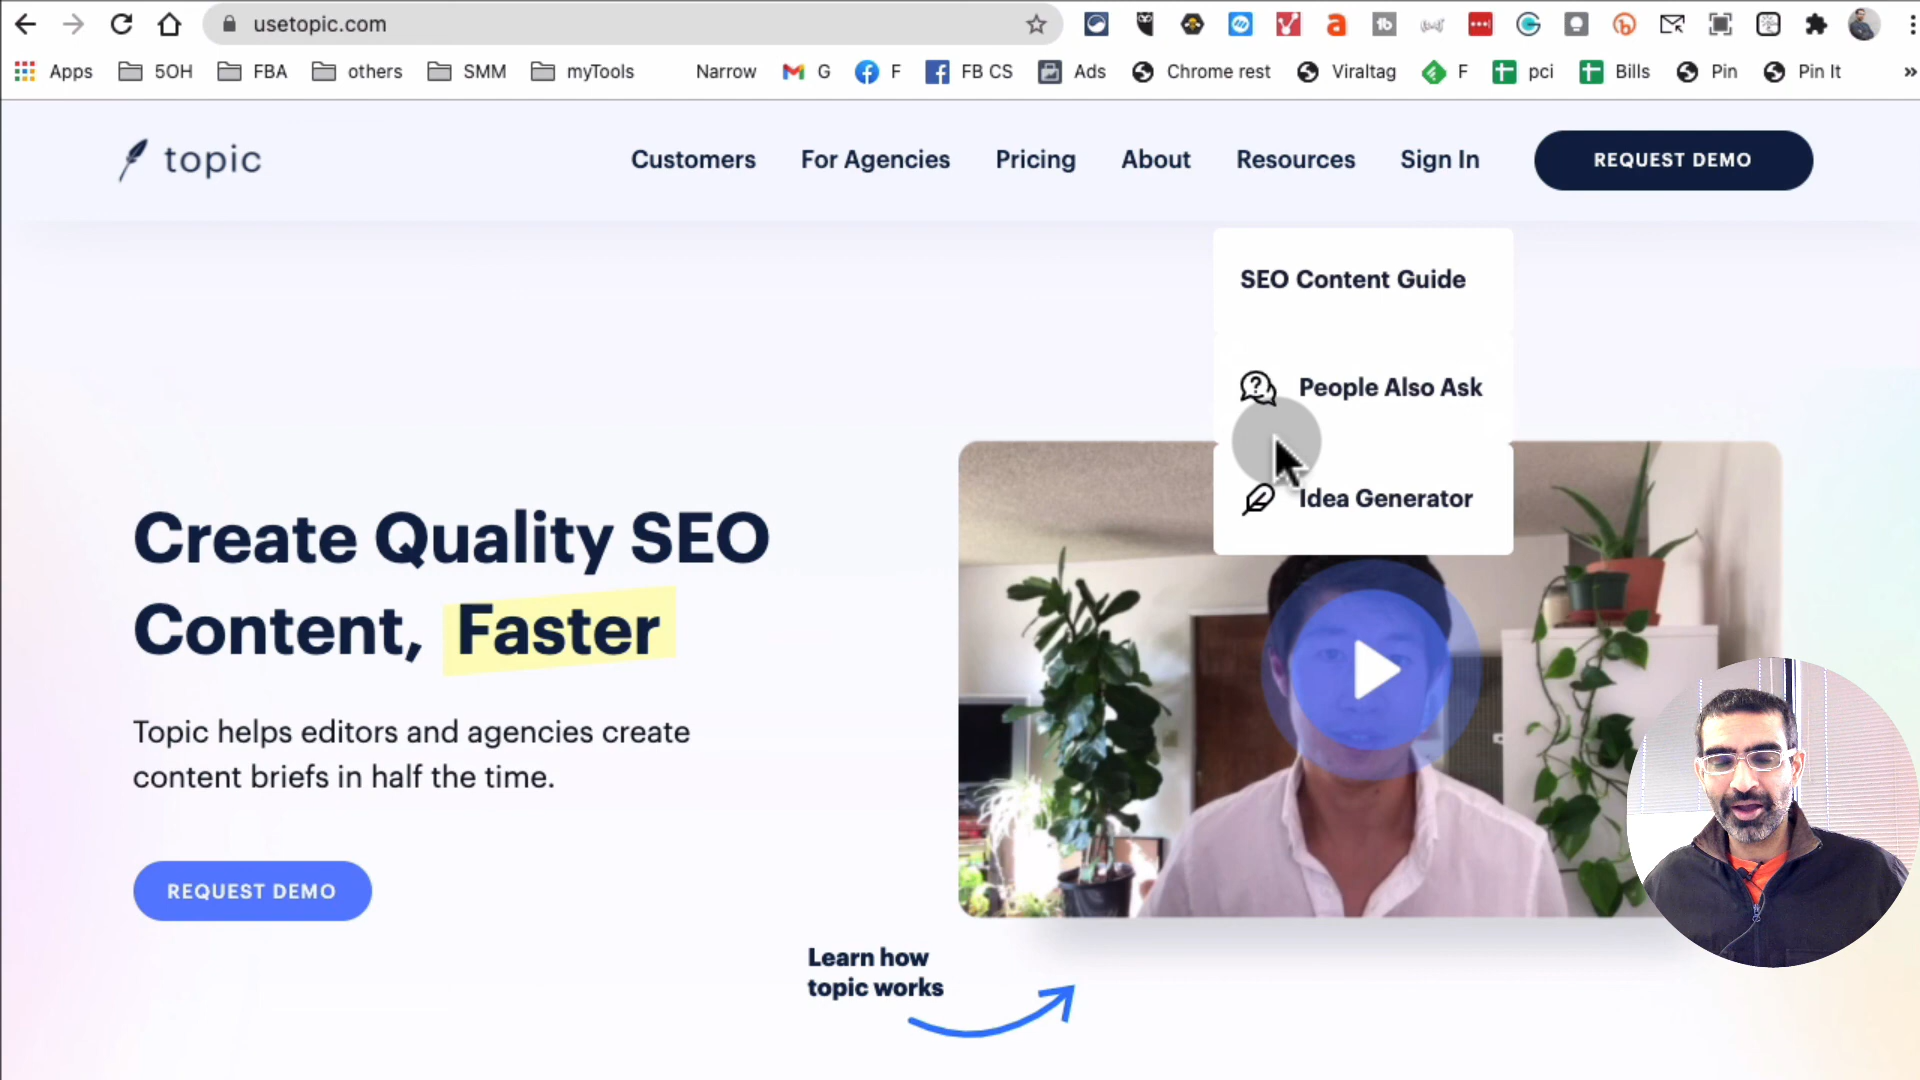 usetopic.com
Apps 5OH FBA others SMM myTools Narrow G F FB CS Ads Chrome rest Viraltag F pci Bills Pin Pin It »
topic
Customers For Agencies Pricing About Resources Sign In REQUEST DEMO
SEO Content Guide
People Also Ask
Idea Generator
Create Quality SEO
Content, Faster
Topic helps editors and agencies create
content briefs in half the time.
REQUEST DEMO
Learn how
topic works